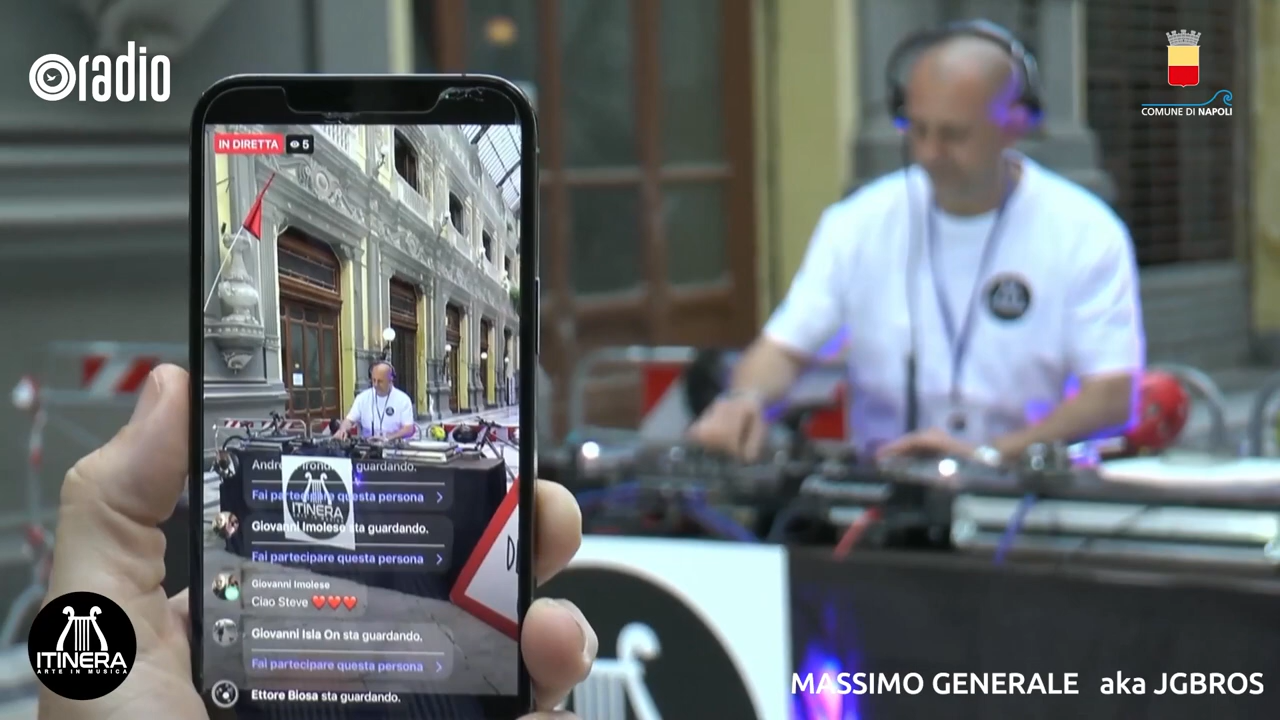 radio
COMUNE DI NAPOLI
IN DIRETTA 5
guardando.
Fai partecipare questa persona
ITINERA
Giovanni Imolese sta guardando.
Fai partecipare questa persona
Giovanni Imolese
Ciao Steve ❤️❤️❤️
Giovanni Isla On sta guardando.
Fai partecipare questa persona
Ettore Biosa sta guardando.
ITINERA
ARTE IN MUSICA
MASSIMO GENERALE aka JGBROS